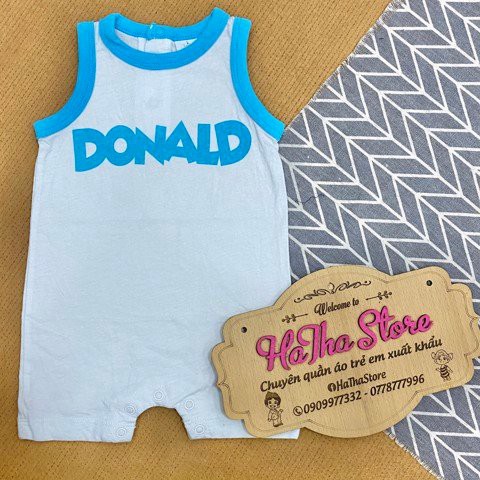 DONALD
Welcome to
HaTha Store
Chuyên quần áo trẻ em xuất khẩu
HaThaStore
0909977332 - 0778777996